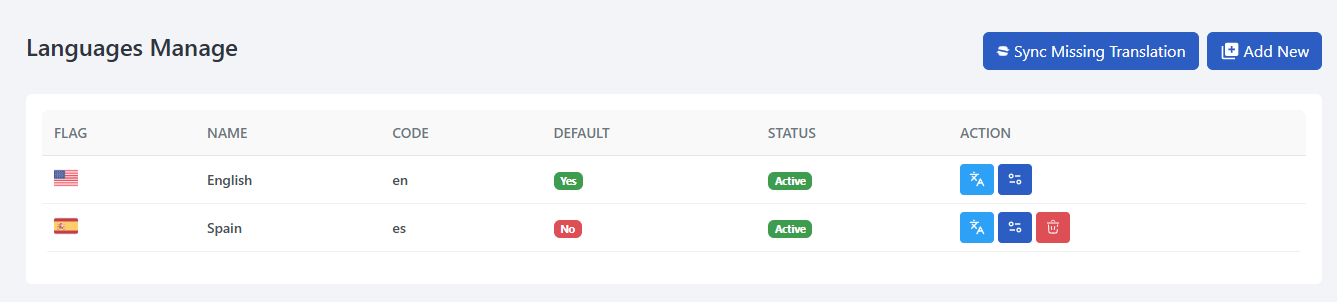 Languages Manage
Sync Missing Translation
Add New
FLAG NAME CODE DEFAULT STATUS ACTION
English en Yes Active
Spain es No Active